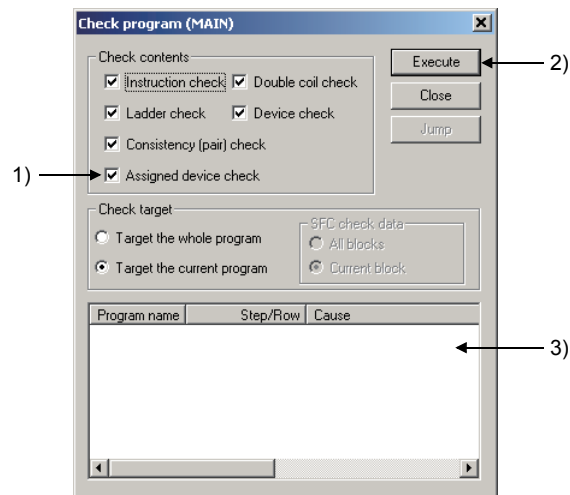 Check program (MAIN)
Check contents
Instruction check Double coil check
Ladder check Device check
Consistency (pair) check
1) Assigned device check
Execute 2)
Close
Jump
Check target
Target the whole program
Target the current program
SFC check data
All blocks
Current block
Program name Step/Row Cause
3)